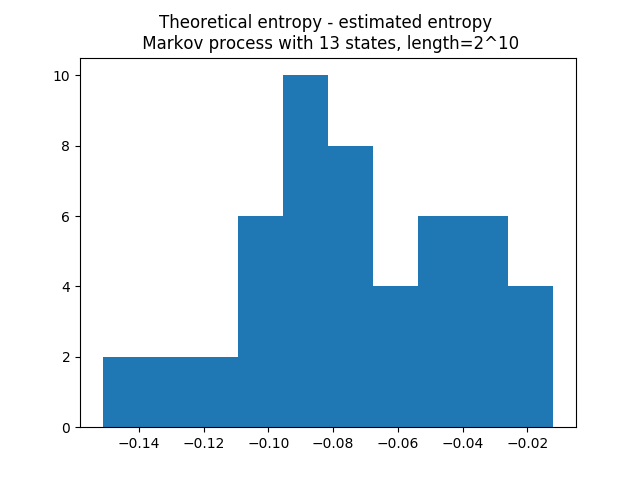 Theoretical entropy - estimated entropy
Markov process with 13 states, length=2^10
10
8
6
4
2
0
−0.14 −0.12 −0.10 −0.08 −0.06 −0.04 −0.02